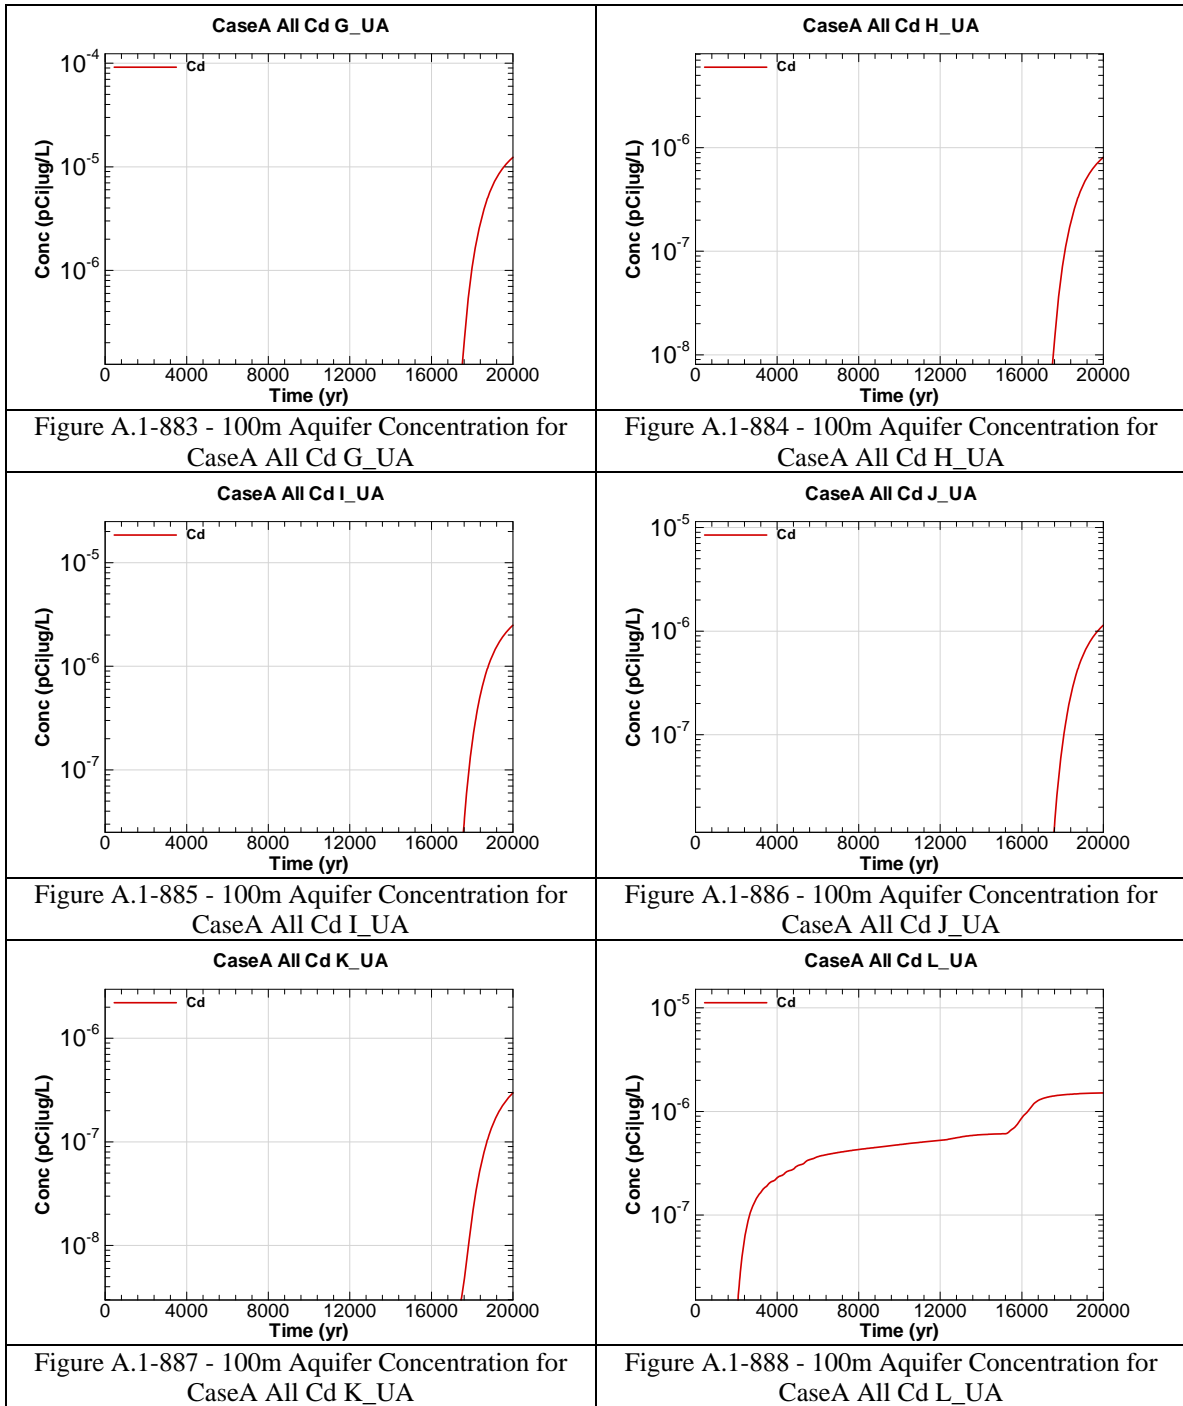 CaseA All Cd G_UA
Cd
10-4
10-5
10-6
Conc (pCi|ug/L)
0 4000 8000 12000 16000 20000
Time (yr)
Figure A.1-883 - 100m Aquifer Concentration for
CaseA All Cd G_UA
CaseA All Cd H_UA
Cd
10-6
10-7
10-8
Conc (pCi|ug/L)
0 4000 8000 12000 16000 20000
Time (yr)
Figure A.1-884 - 100m Aquifer Concentration for
CaseA All Cd H_UA
CaseA All Cd I_UA
Cd
10-5
10-6
10-7
Conc (pCi|ug/L)
0 4000 8000 12000 16000 20000
Time (yr)
Figure A.1-885 - 100m Aquifer Concentration for
CaseA All Cd I_UA
CaseA All Cd J_UA
Cd
10-5
10-6
10-7
Conc (pCi|ug/L)
0 4000 8000 12000 16000 20000
Time (yr)
Figure A.1-886 - 100m Aquifer Concentration for
CaseA All Cd J_UA
CaseA All Cd K_UA
Cd
10-6
10-7
10-8
Conc (pCi|ug/L)
0 4000 8000 12000 16000 20000
Time (yr)
Figure A.1-887 - 100m Aquifer Concentration for
CaseA All Cd K_UA
CaseA All Cd L_UA
Cd
10-5
10-6
10-7
Conc (pCi|ug/L)
0 4000 8000 12000 16000 20000
Time (yr)
Figure A.1-888 - 100m Aquifer Concentration for
CaseA All Cd L_UA